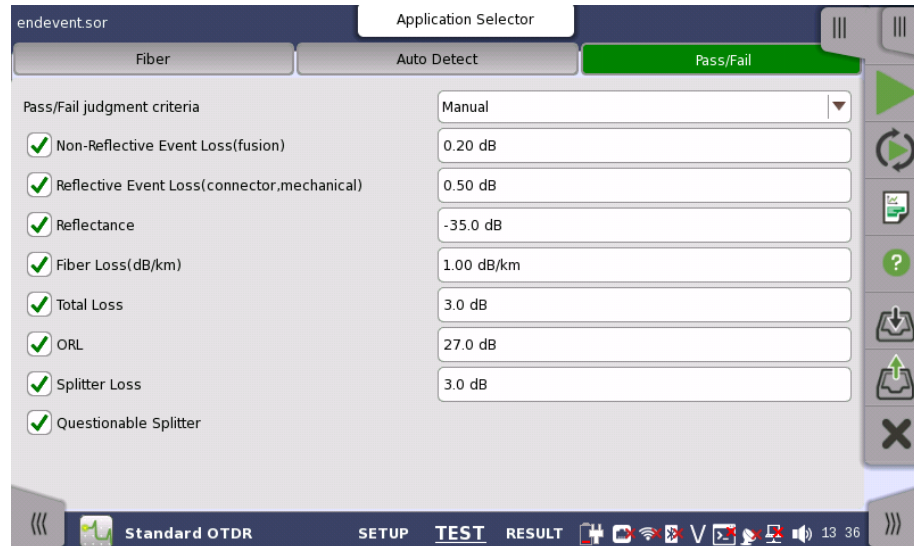 endevent.sor
Application Selector
Fiber
Auto Detect
Pass/Fail
Pass/Fail judgment criteria
Manual
Non-Reflective Event Loss(fusion)
0.20 dB
Reflective Event Loss(connector,mechanical)
0.50 dB
Reflectance
-35.0 dB
Fiber Loss(dB/km)
1.00 dB/km
Total Loss
3.0 dB
ORL
27.0 dB
Splitter Loss
3.0 dB
Questionable Splitter
Standard OTDR
SETUP
TEST
RESULT
V
13 36